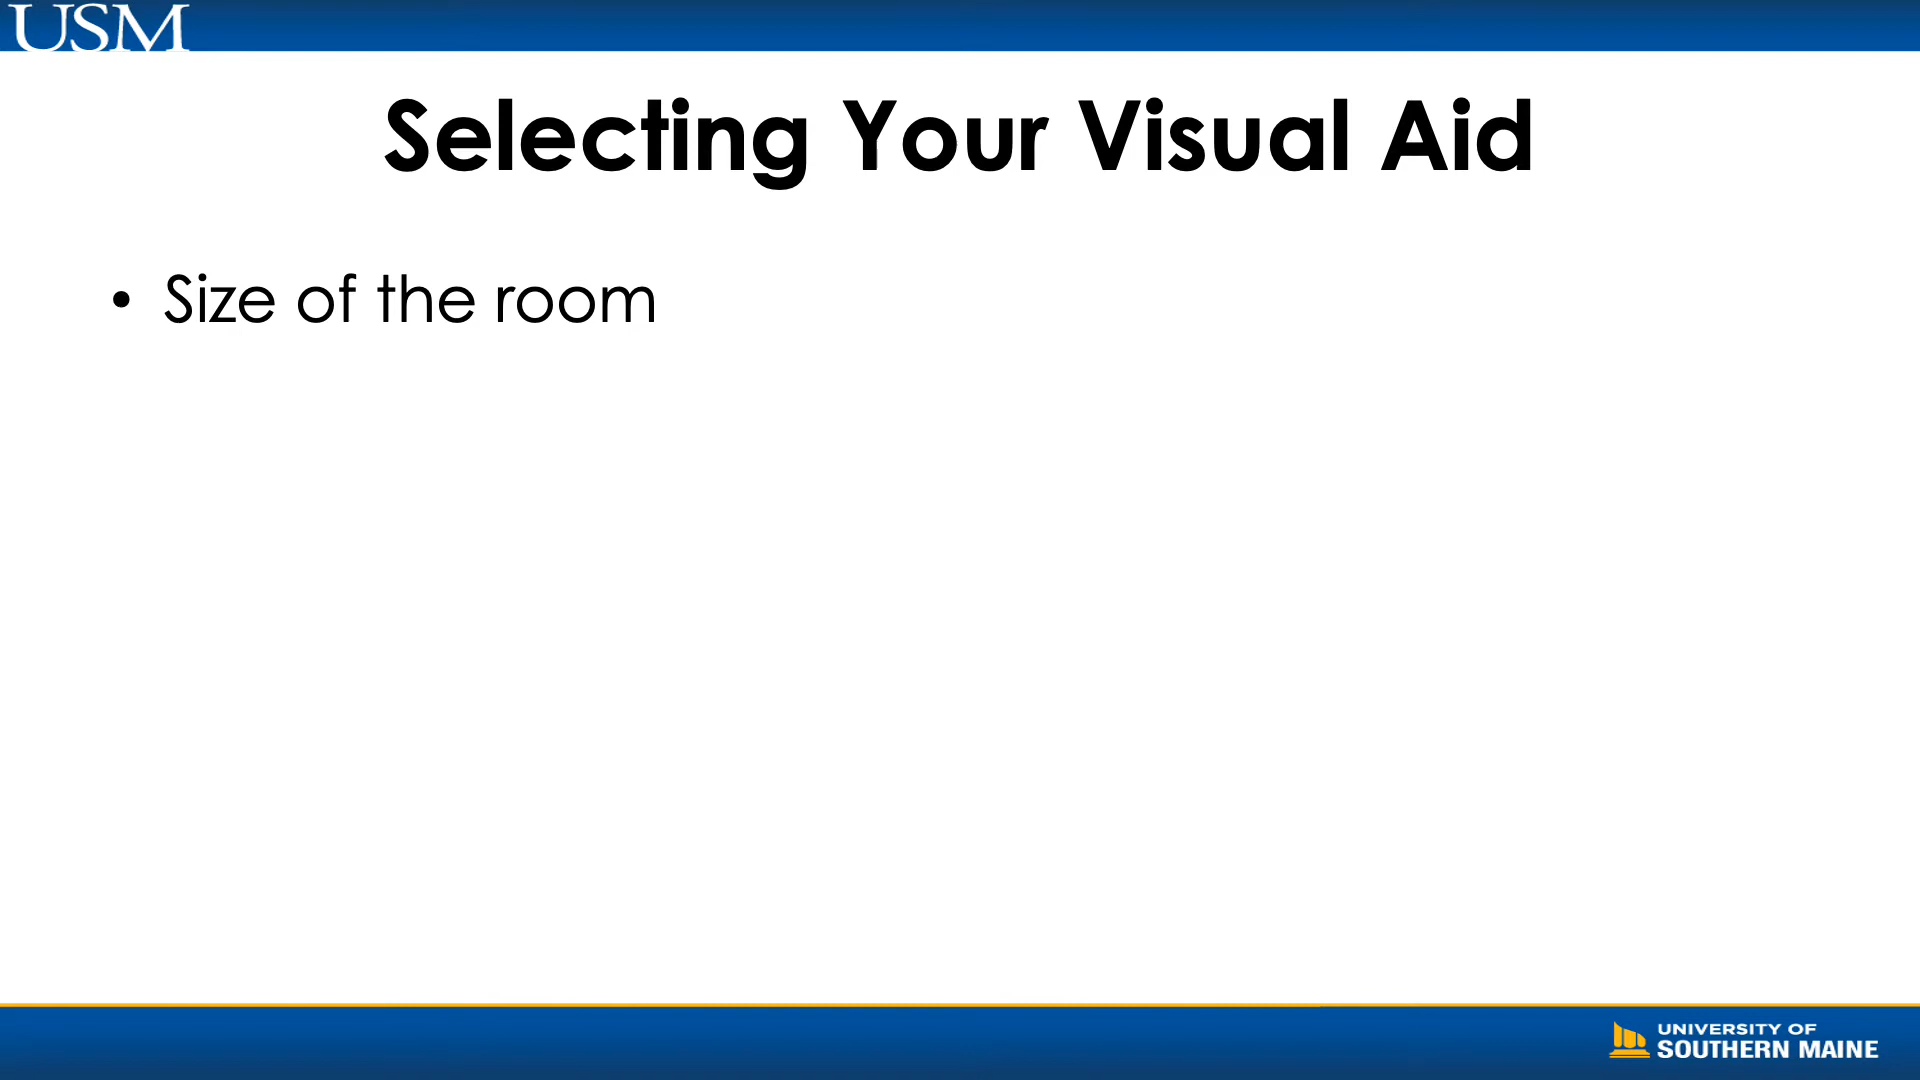 USM
Selecting Your Visual Aid
• Size of the room
UNIVERSITY OF
SOUTHERN MAINE